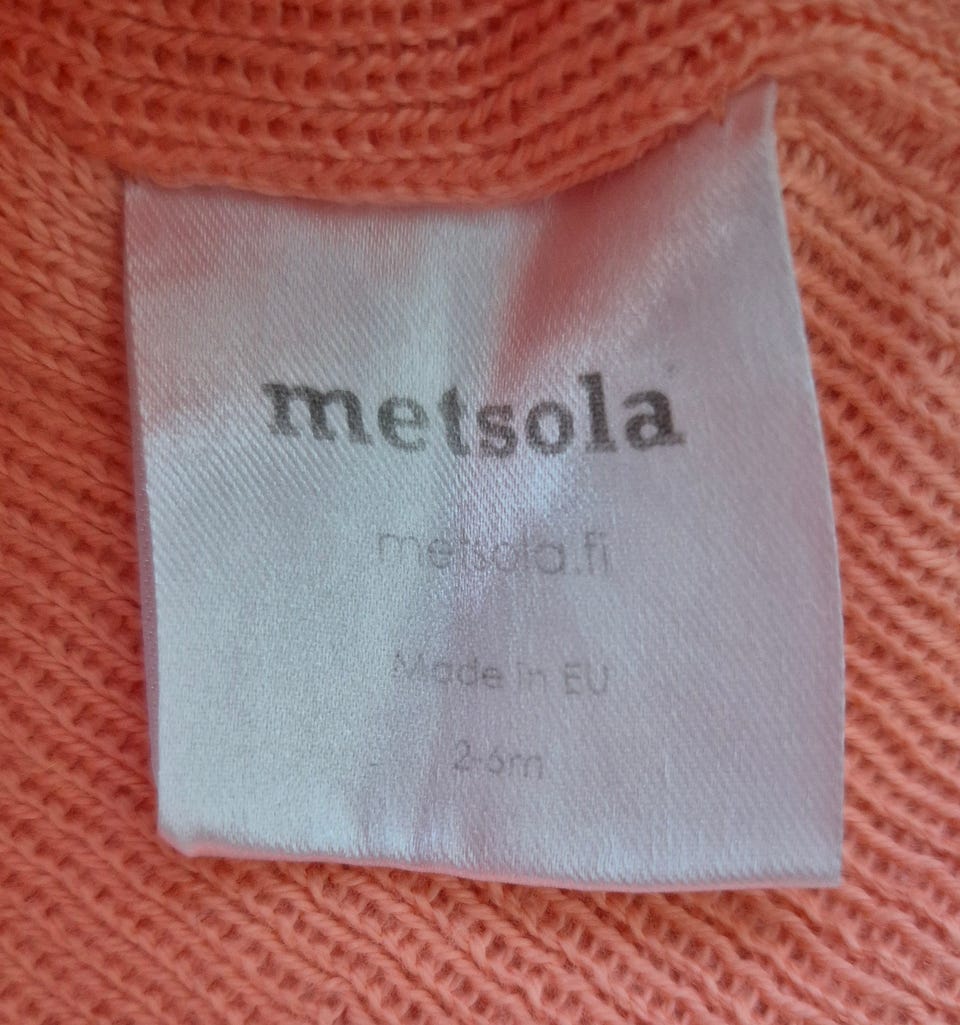 metsola
metsola.fi
Made in EU
2-6m